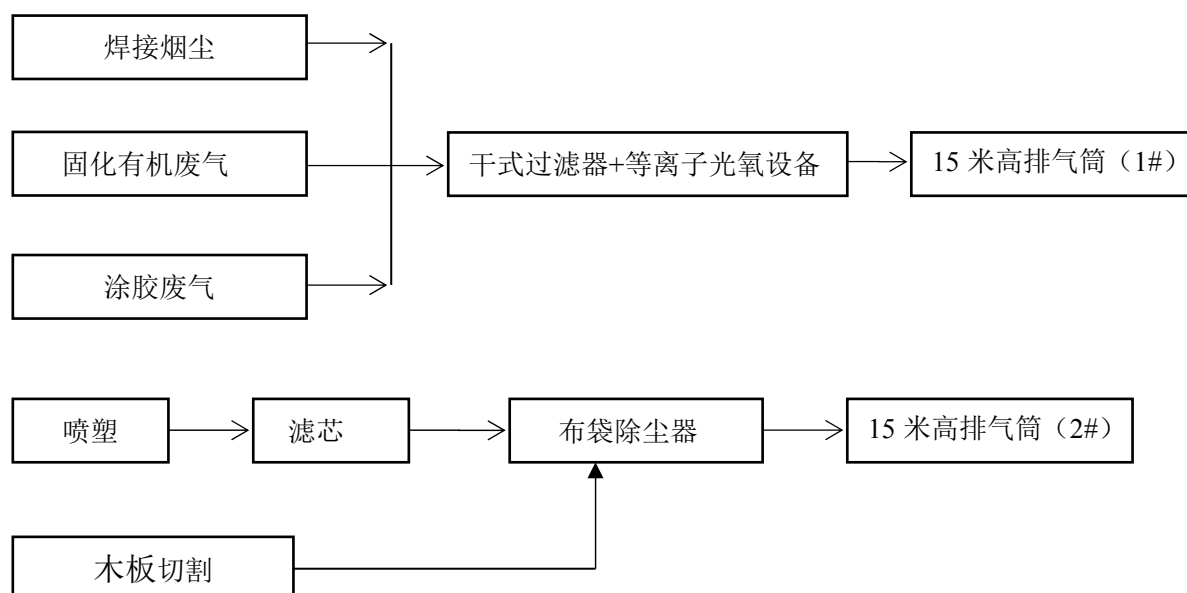 焊接烟尘
固化有机废气
干式过滤器+等离子光氧设备
15 米高排气筒（1#）
涂胶废气
喷塑
滤芯
布袋除尘器
15 米高排气筒（2#）
木板切割